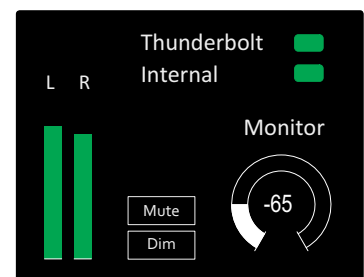 Thunderbolt
Internal
L R
Monitor
-65
Mute
Dim